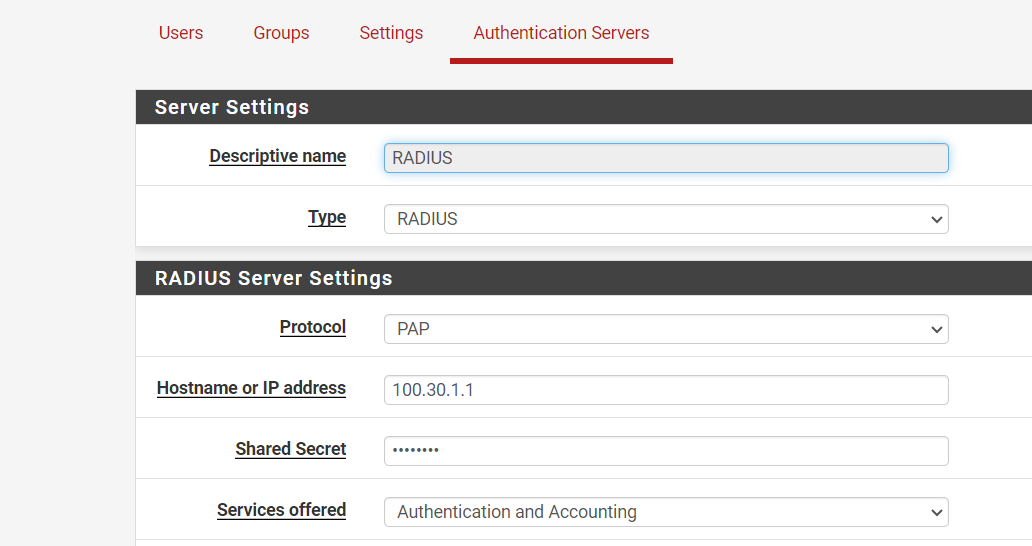 Users Groups Settings Authentication Servers
Server Settings
Descriptive name RADIUS
Type RADIUS
RADIUS Server Settings
Protocol PAP
Hostname or IP address 100.30.1.1
Shared Secret ••••••••
Services offered Authentication and Accounting